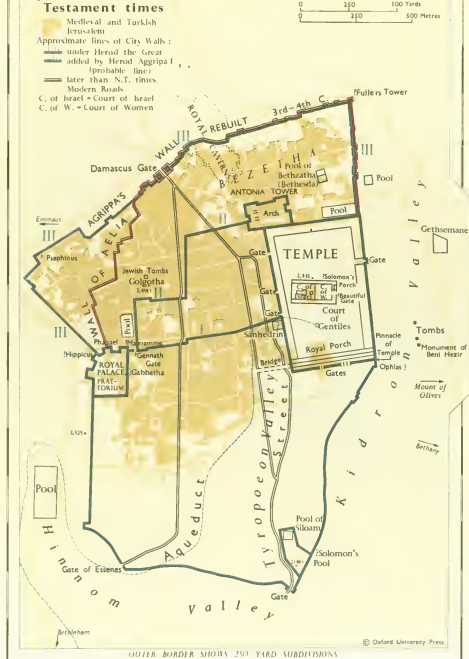 Testament times
Medieval and Turkish
Jerusalem
Approximate lines of City Walls :
under Herod the Great
added by Herod Agrippa I
(probable line)
later than N.T. times
Modern Roads
C. of Israel = Court of Israel
C. of W. = Court of Women
0 250 500 Yards
0 250 500 Metres
?Fullers Tower
3rd–4th C.
REBUILT
WALL
III
ROYAL CAVERNS
Damascus Gate
BEZETHA
Pool of
Bethzatha
(Bethesda)
III
Pool
AGRIPPA'S
ANTONIA TOWER
II
Arch
Pool
Emmaus
III
?Psephinus
WALL OF AELIA
Gethsemane
Gate
TEMPLE
Gate
Jewish Tombs
Golgotha
II
?Solomon's
Porch
C. of
Israel
C.
W.
?Beautiful
Gate
Court
of
Gentiles
Gate
Gate
Pool
I
III
Sanhedrin
Royal Porch
Pinnacle
of
Temple
Tombs
Monument of
Beni Hezir
Phasael
?Mariamme
?Hippicus
Gennath
Gate
?Gabbatha
ROYAL
PALACE
PRAE-
TORIUM
Bridge
Gates
Ophlas ?
Mount of
Olives
Bethany
2,525
Tyropoeon Valley
Street
Kidron Valley
Pool
Aqueduct
Pool of
Siloam
?Solomon's
Pool
Gate of Essenes
Gate
Hinnom Valley
Bethlehem
© Oxford University Press
OUTER BORDER SHOWS 250 YARD SUBDIVISIONS